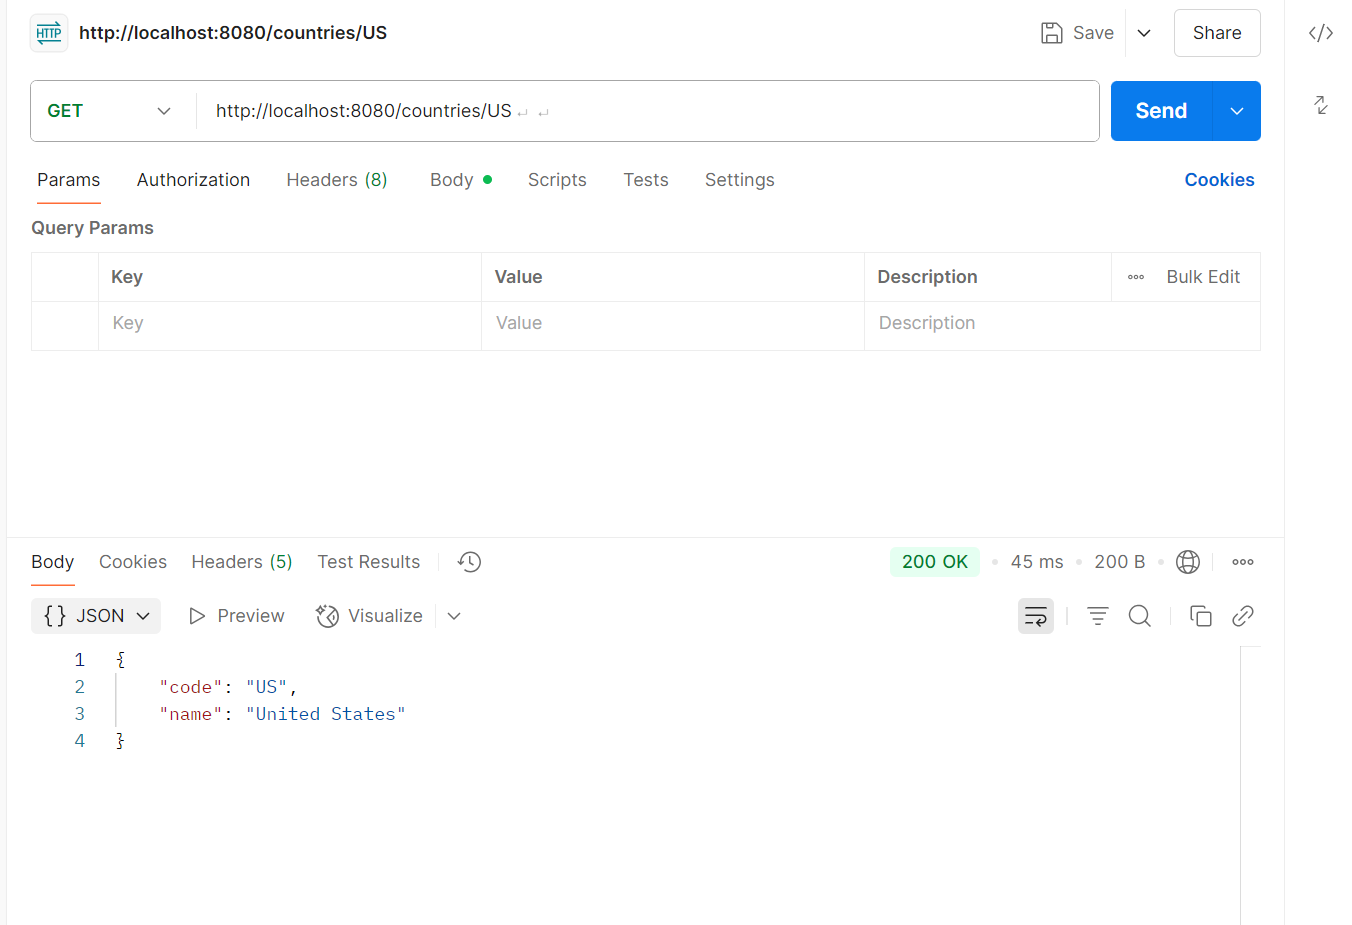 HTTP http://localhost:8080/countries/US Save Share
GET http://localhost:8080/countries/US ↵ ↵ Send
Params Authorization Headers (8) Body Scripts Tests Settings Cookies
Query Params
Key Value Description Bulk Edit
Key Value Description
Body Cookies Headers (5) Test Results 200 OK • 45 ms • 200 B •
{} JSON Preview Visualize
1 {
2 "code": "US",
3 "name": "United States"
4 }